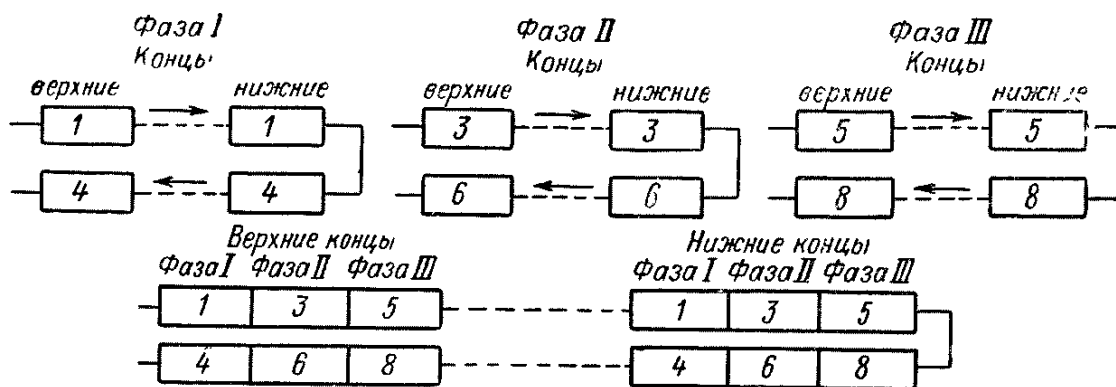 Фаза I
Концы
верхние нижние
1 1
4 4
Фаза II
Концы
верхние нижние
3 3
6 6
Фаза III
Концы
верхние нижние
5 5
8 8
Верхние концы
Фаза I Фаза II Фаза III
1 3 5
4 6 8
Нижние концы
Фаза I Фаза II Фаза III
1 3 5
4 6 8